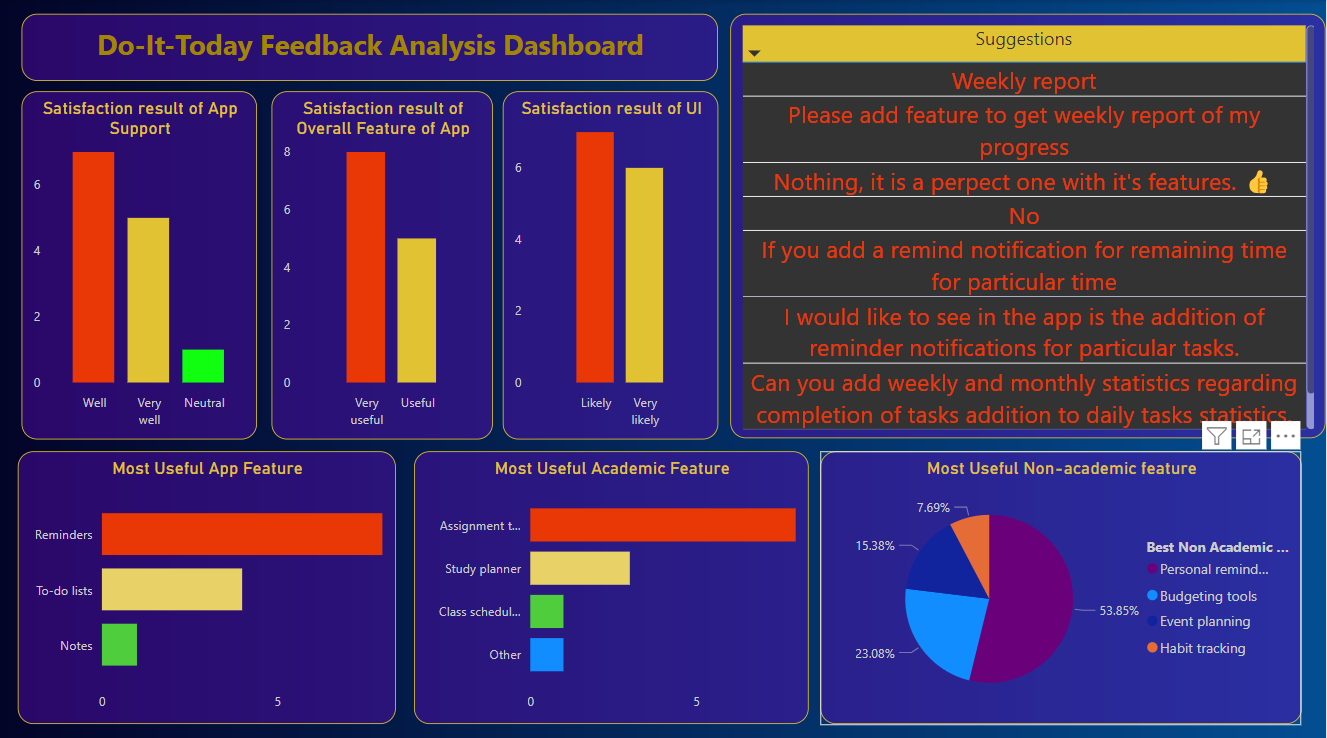 Do-It-Today Feedback Analysis Dashboard
Satisfaction result of App
Support
6
4
2
0
Well
Very
well
Neutral
Satisfaction result of
Overall Feature of App
8
6
4
2
0
Very
useful
Useful
Satisfaction result of UI
6
4
2
0
Likely
Very
likely
Suggestions
Weekly report
Please add feature to get weekly report of my
progress
Nothing, it is a perpect one with it's features. 👍
No
If you add a remind notification for remaining time
for particular time
I would like to see in the app is the addition of
reminder notifications for particular tasks.
Can you add weekly and monthly statistics regarding
completion of tasks addition to daily tasks statistics.
Most Useful App Feature
Reminders
To-do lists
Notes
0 5
Most Useful Academic Feature
Assignment t...
Study planner
Class schedul...
Other
0 5
Most Useful Non-academic feature
7.69%
15.38%
23.08%
53.85%
Best Non Academic ...
Personal remind...
Budgeting tools
Event planning
Habit tracking